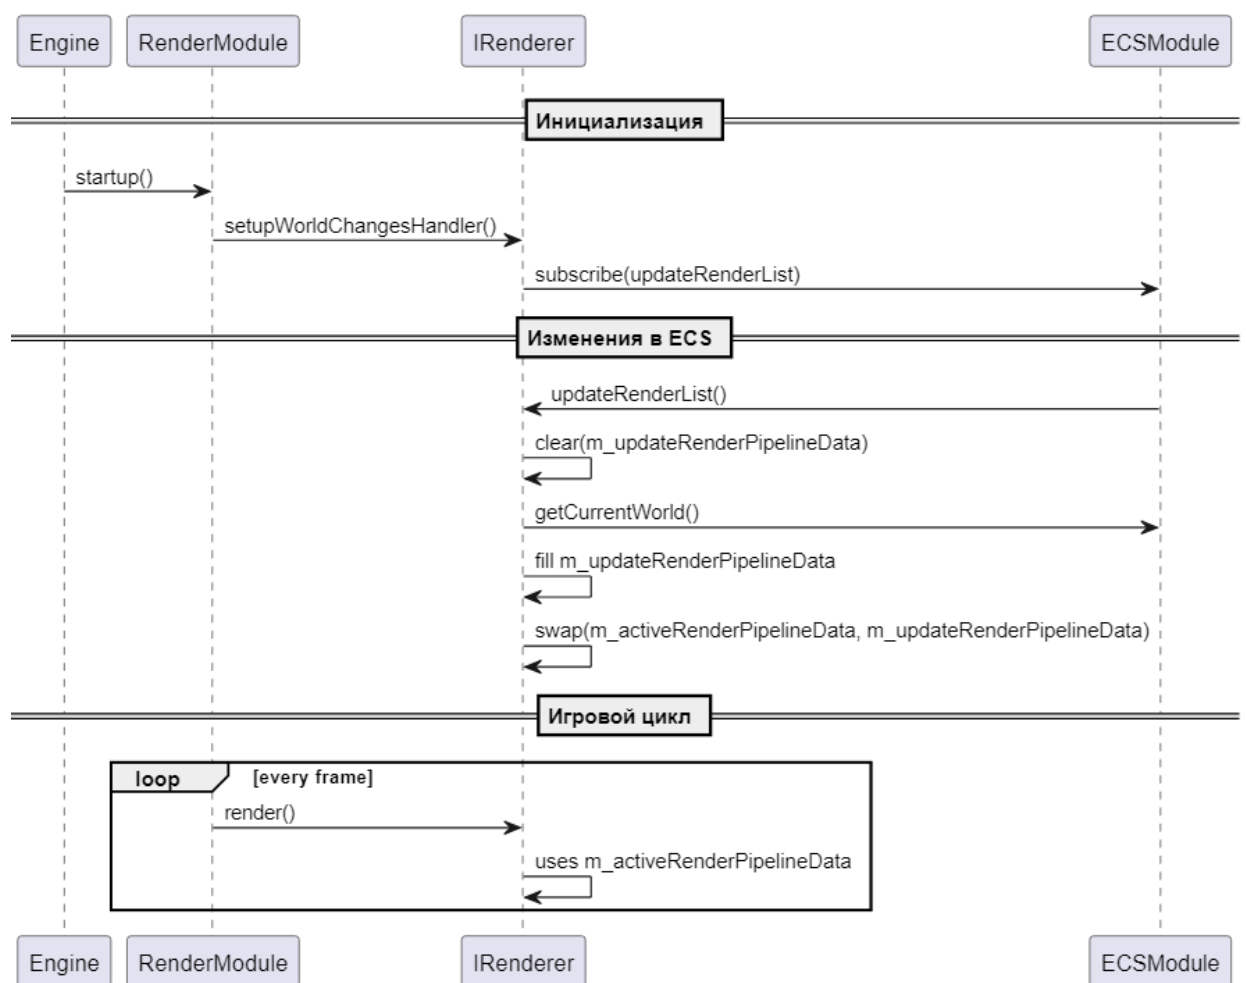 Engine
RenderModule
IRenderer
ECSModule
Инициализация
startup()
setupWorldChangesHandler()
subscribe(updateRenderList)
Изменения в ECS
updateRenderList()
clear(m_updateRenderPipelineData)
getCurrentWorld()
fill m_updateRenderPipelineData
swap(m_activeRenderPipelineData, m_updateRenderPipelineData)
Игровой цикл
loop [every frame]
render()
uses m_activeRenderPipelineData
Engine
RenderModule
IRenderer
ECSModule